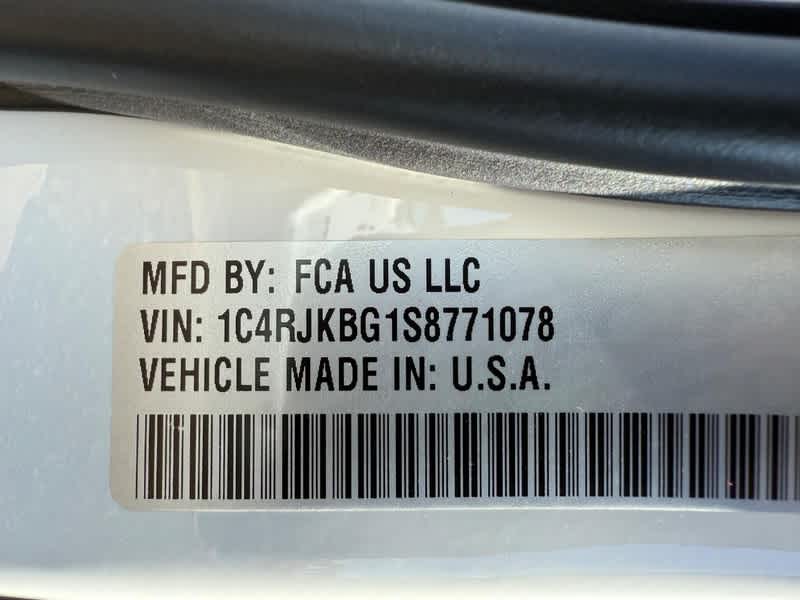 MFD BY: FCA US LLC
VIN: 1C4RJKBG1S8771078
VEHICLE MADE IN: U.S.A.